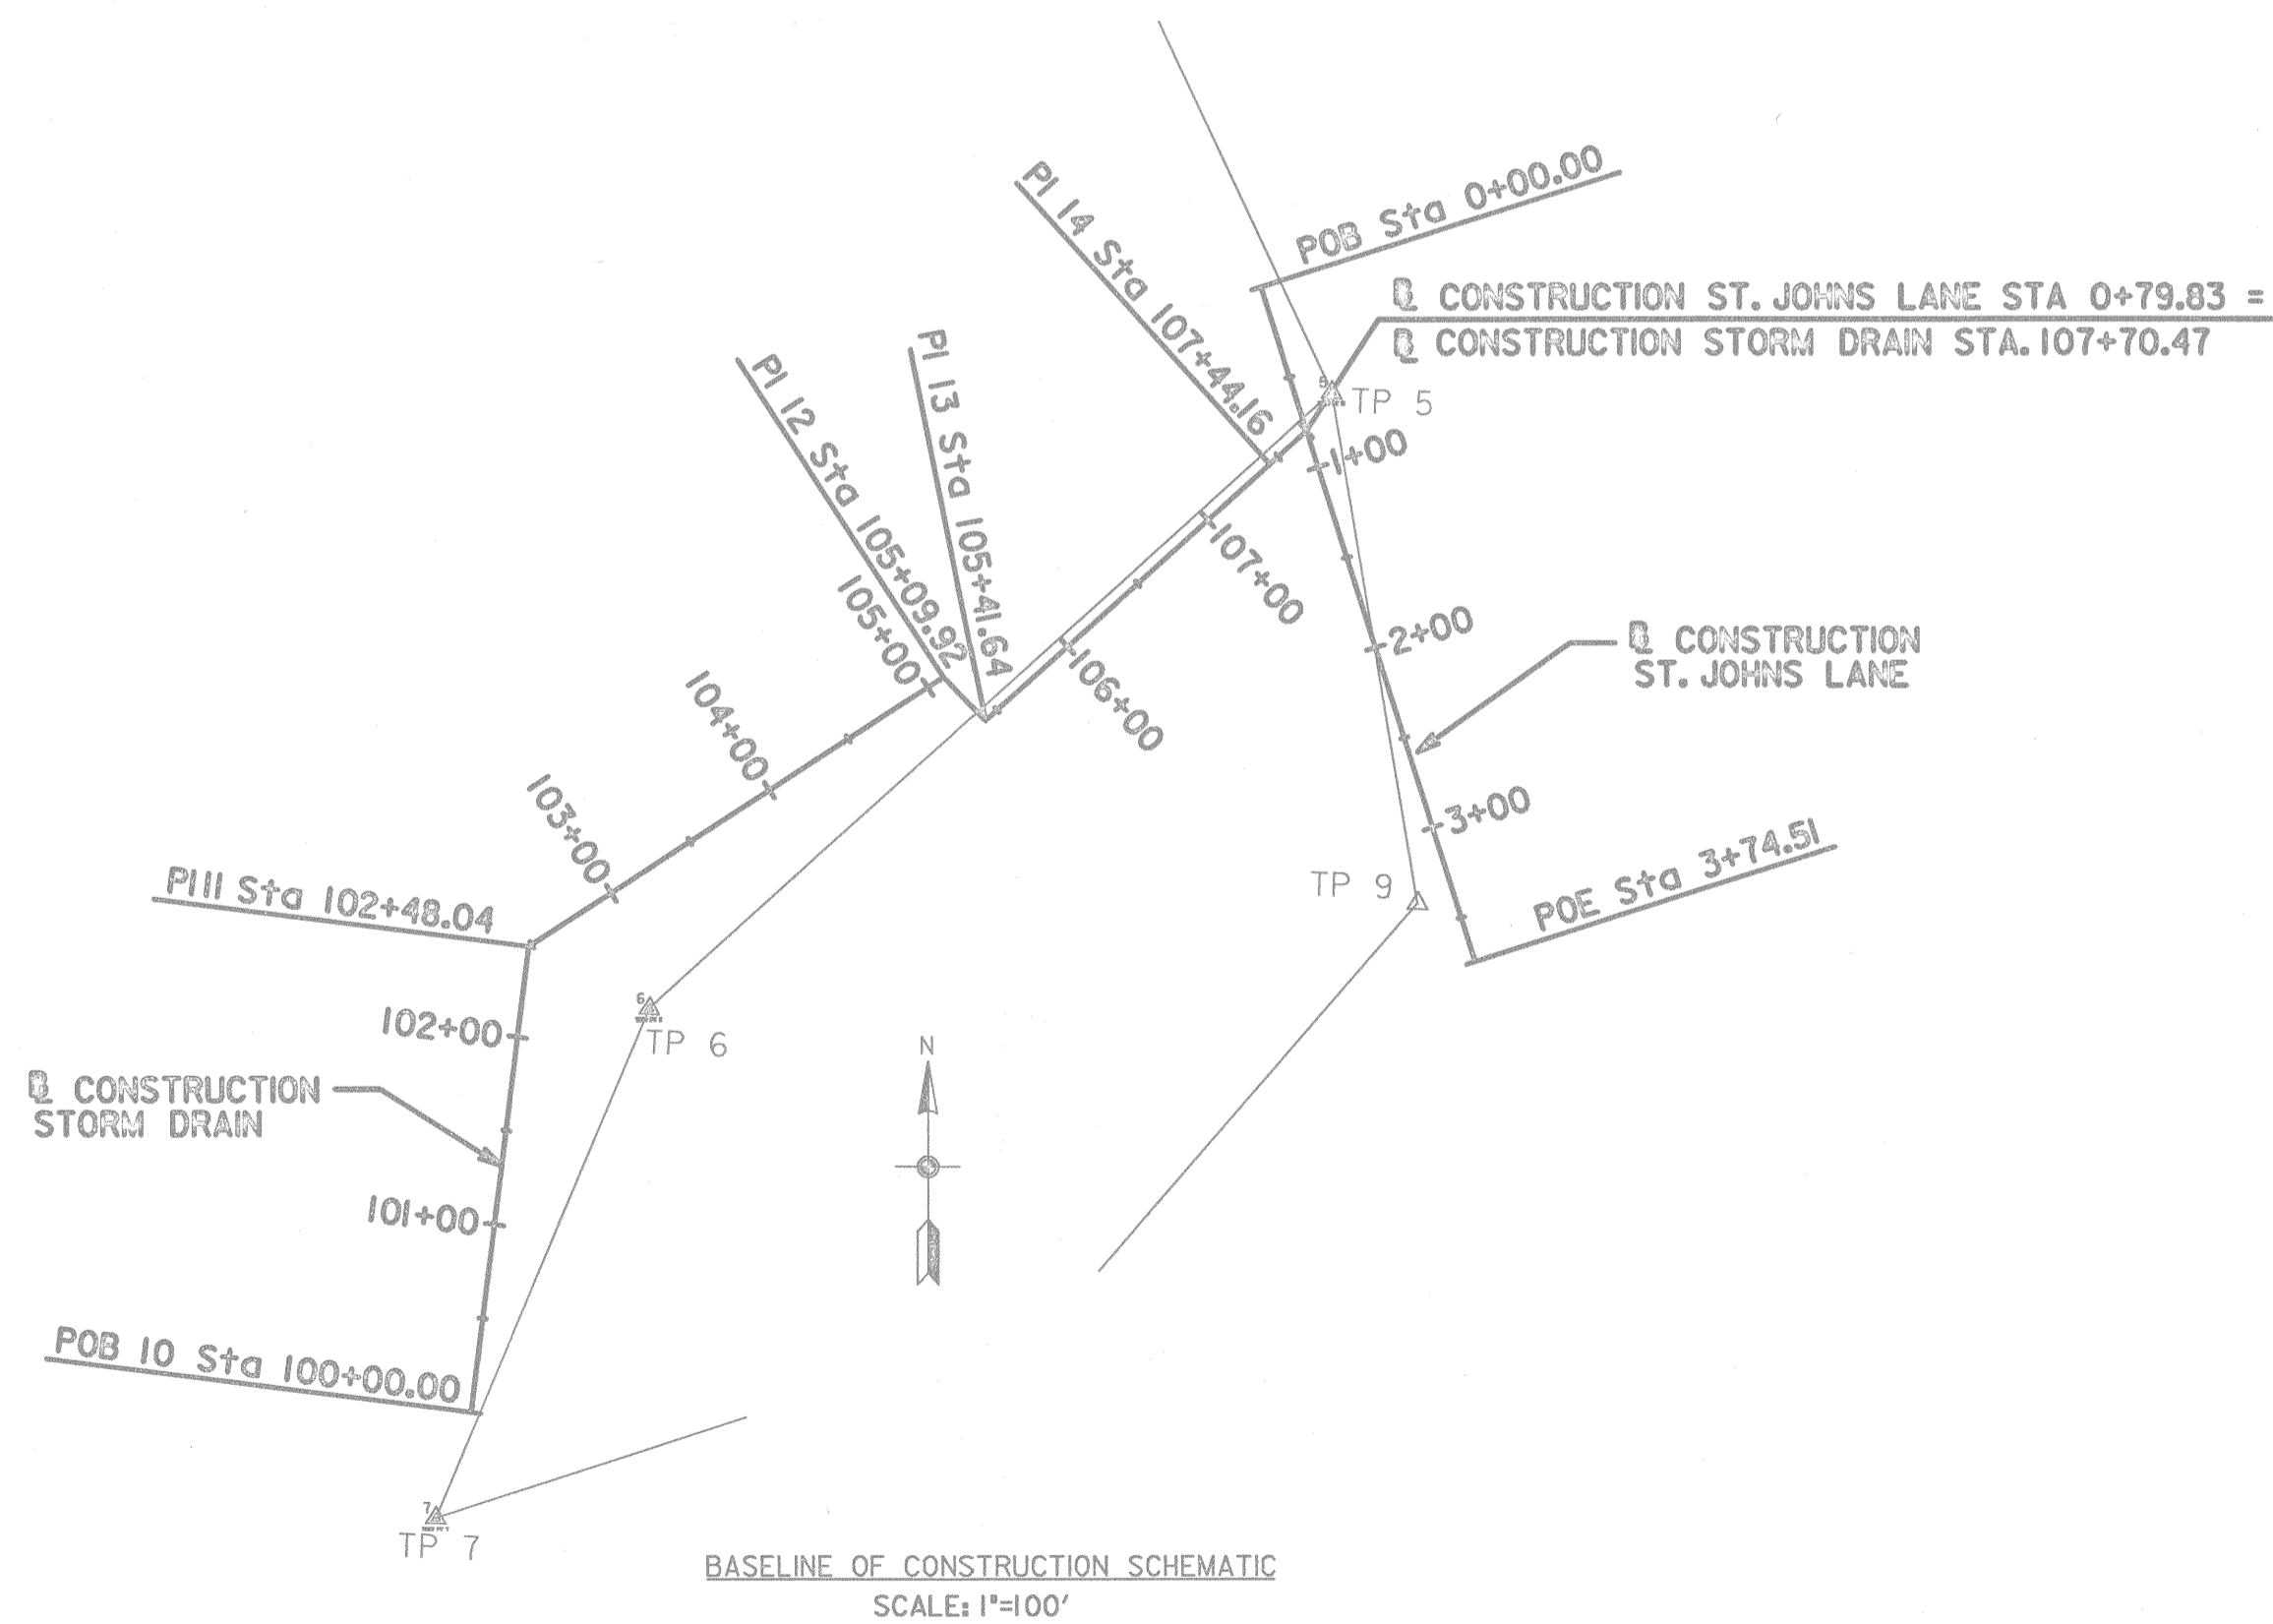 POB Sta 0+00.00
PI 14 Sta 107+44.16
℄ CONSTRUCTION ST. JOHNS LANE STA 0+79.83 =
℄ CONSTRUCTION STORM DRAIN STA. 107+70.47
PI 13 Sta 105+41.64
PI 12 Sta 105+09.92
5
TP 5
1+00
107+00
105+00
2+00
℄ CONSTRUCTION
ST. JOHNS LANE
106+00
104+00
103+00
3+00
POE Sta 3+74.51
TP 9
PI 11 Sta 102+48.04
6
TP 6
102+00
N
℄ CONSTRUCTION
STORM DRAIN
101+00
POB 10 Sta 100+00.00
7
TP 7
BASELINE OF CONSTRUCTION SCHEMATIC
SCALE: 1"=100'